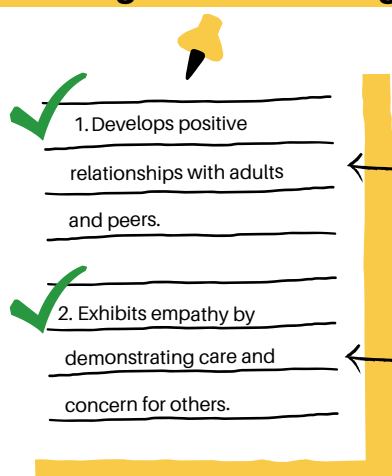 1. Develops positive
relationships with adults
and peers.
2. Exhibits empathy by
demonstrating care and
concern for others.